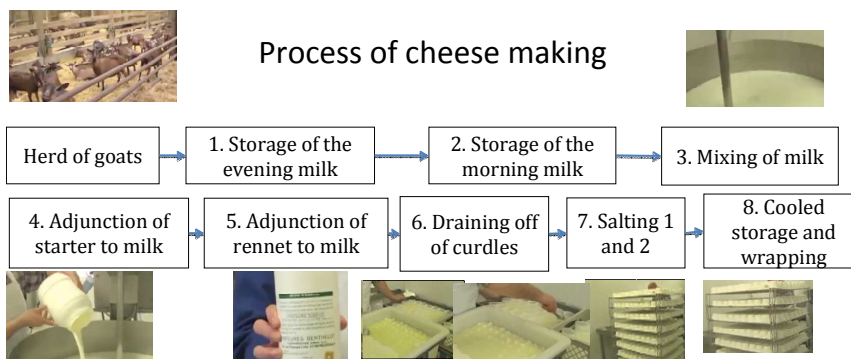 Process of cheese making
Herd of goats
1. Storage of the
evening milk
2. Storage of the
morning milk
3. Mixing of milk
4. Adjunction of
starter to milk
5. Adjunction of
rennet to milk
6. Draining off
of curdles
7. Salting 1
and 2
8. Cooled
storage and
wrapping